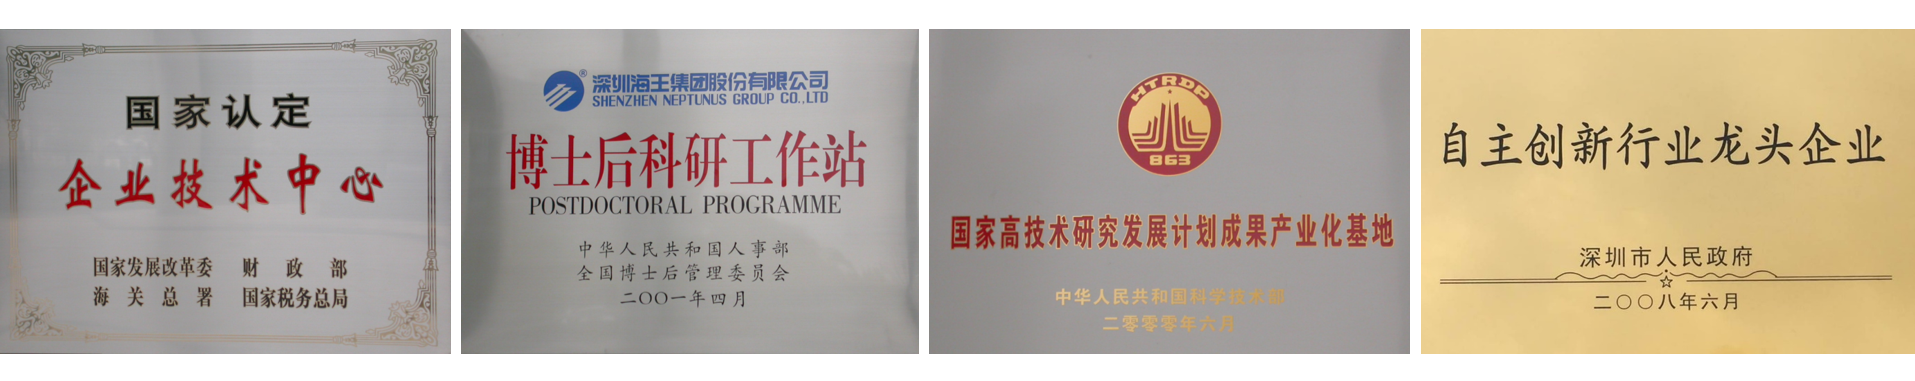 国家认定
企业技术中心
国家发展改革委 财政部
海关总署 国家税务总局
®
深圳海王集团股份有限公司
SHENZHEN NEPTUNUS GROUP CO.,LTD
博士后科研工作站
POSTDOCTORAL PROGRAMME
中华人民共和国人事部
全国博士后管理委员会
二〇〇一年四月
HTRDP
863
国家高技术研究发展计划成果产业化基地
中华人民共和国科学技术部
二零零零年六月
自主创新行业龙头企业
深圳市人民政府
二〇〇八年六月